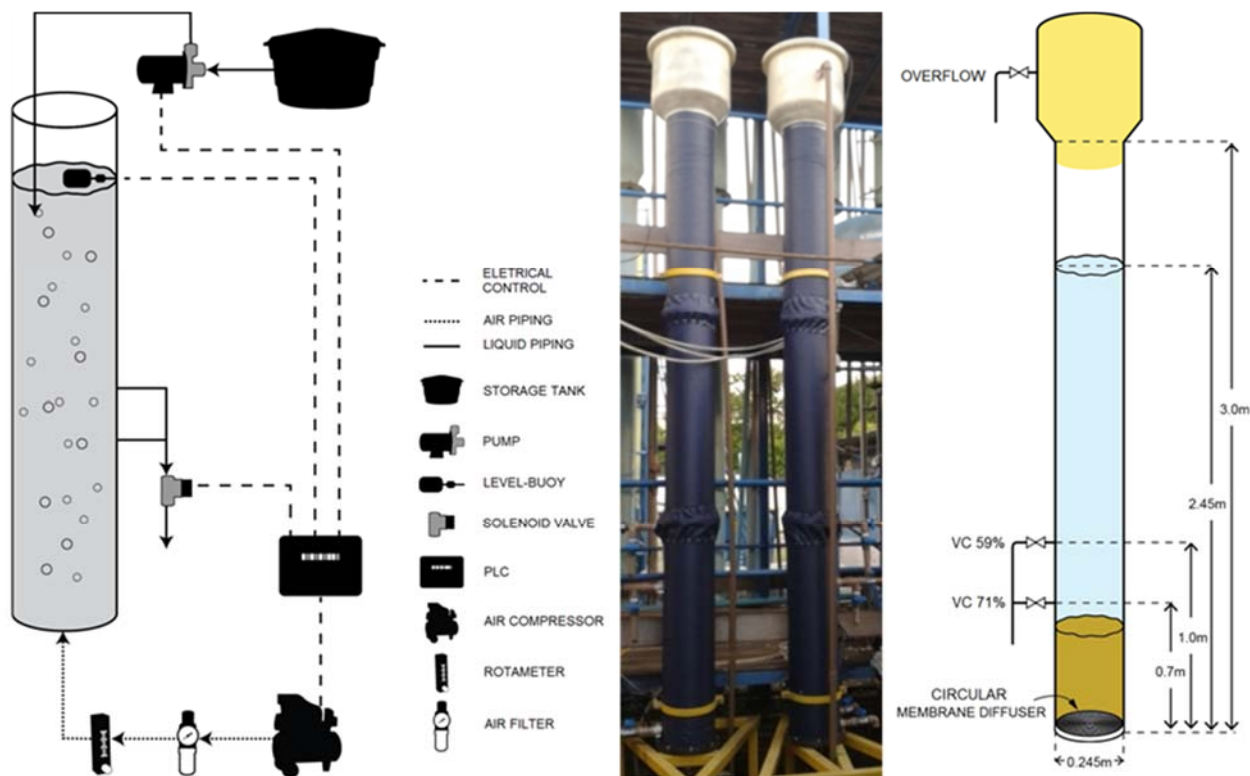 ELETRICAL
CONTROL
AIR PIPING
LIQUID PIPING
STORAGE TANK
PUMP
LEVEL-BUOY
SOLENOID VALVE
PLC
AIR COMPRESSOR
ROTAMETER
AIR FILTER
OVERFLOW
3.0m
2.45m
VC 59%
VC 71%
1.0m
0.7m
CIRCULAR
MEMBRANE DIFFUSER
0.245m